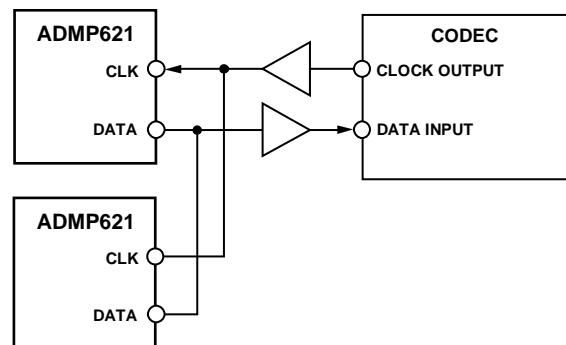 ADMP621
CLK
DATA
CODEC
CLOCK OUTPUT
DATA INPUT
ADMP621
CLK
DATA